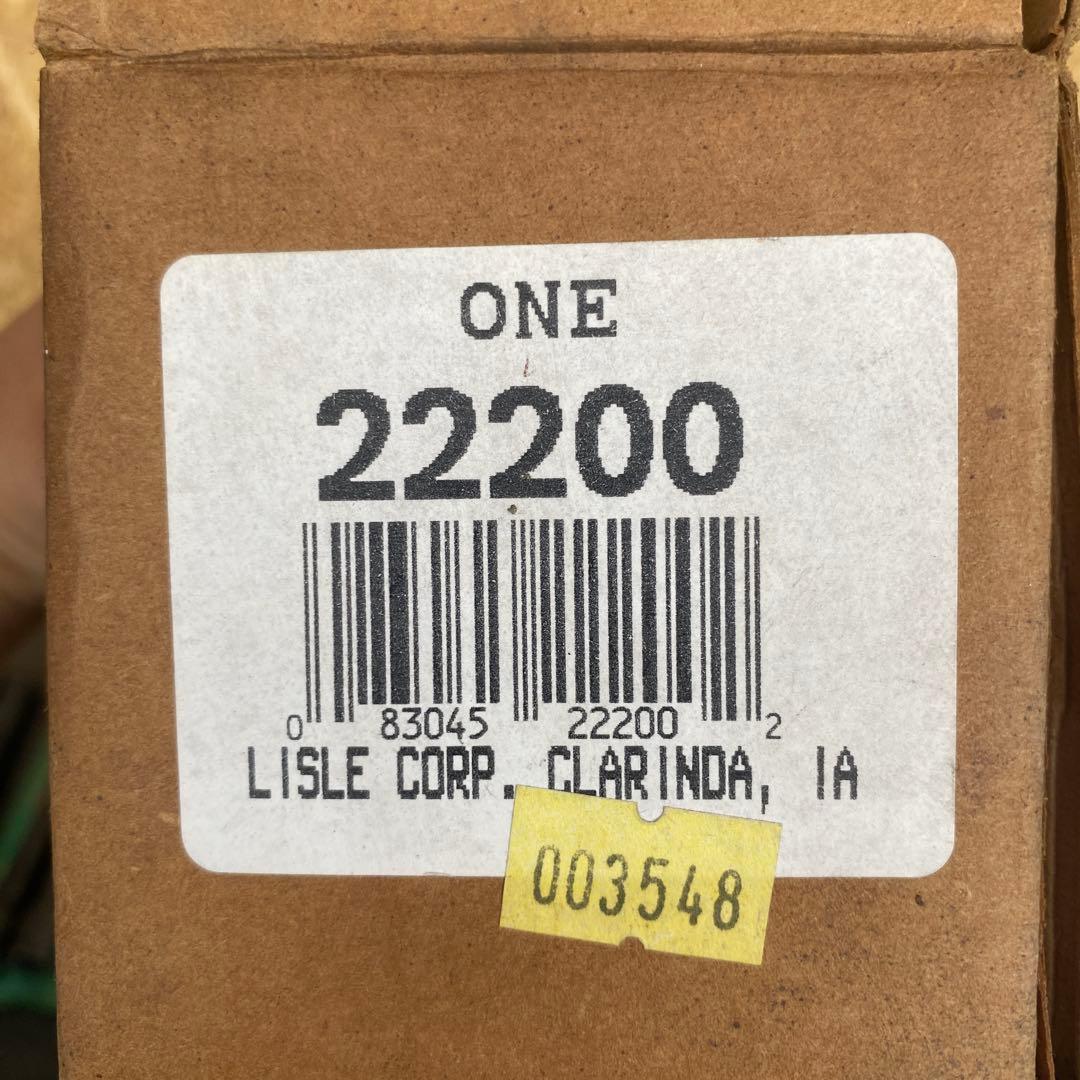 ONE
22200
0 83045 22200 2
LISLE CORP. CLARINDA, IA
003548